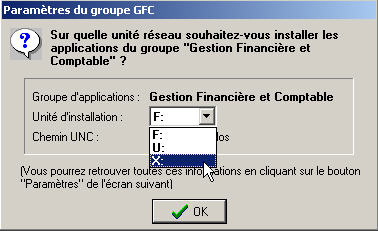 Paramètres du groupe GFC
Sur quelle unité réseau souhaitez-vous installer les
applications du groupe "Gestion Financière et
Comptable" ?
Groupe d'applications : Gestion Financière et Comptable
Unité d'installation : F:
F:
Chemin UNC : los
U:
X:
(Vous pourrez retrouver toutes ces informations en cliquant sur le bouton
"Paramètres" de l'écran suivant)
OK